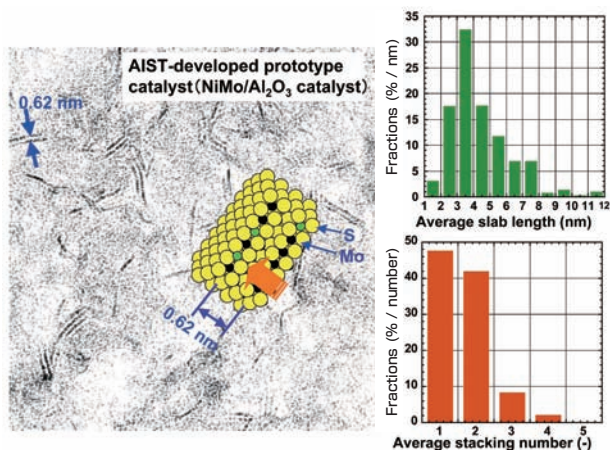 AIST-developed prototype
catalyst(NiMo/Al₂O₃ catalyst)
0.62 nm
S
Mo
0.62 nm
Fractions (% / nm)
35
30
25
20
15
10
5
0
1 2 3 4 5 6 7 8 9 10 11 12
Average slab length (nm)
Fractions (% / number)
50
40
30
20
10
0
1 2 3 4 5
Average stacking number (-)